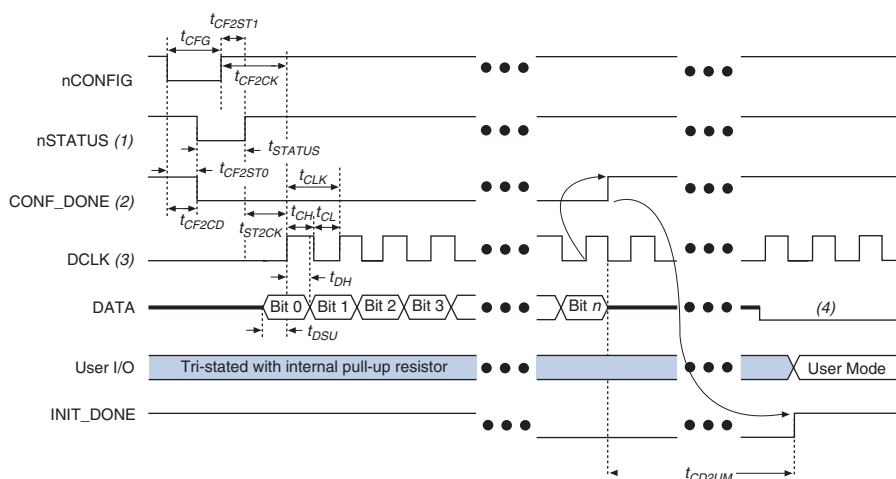 tCF2ST1
tCFG
nCONFIG
tCF2CK
nSTATUS (1)
tSTATUS
tCF2ST0
tCLK
CONF_DONE (2)
tCF2CD
tST2CK
tCH
tCL
DCLK (3)
tDH
DATA
Bit 0
Bit 1
Bit 2
Bit 3
Bit n
(4)
tDSU
User I/O
Tri-stated with internal pull-up resistor
User Mode
INIT_DONE
tCD2UM